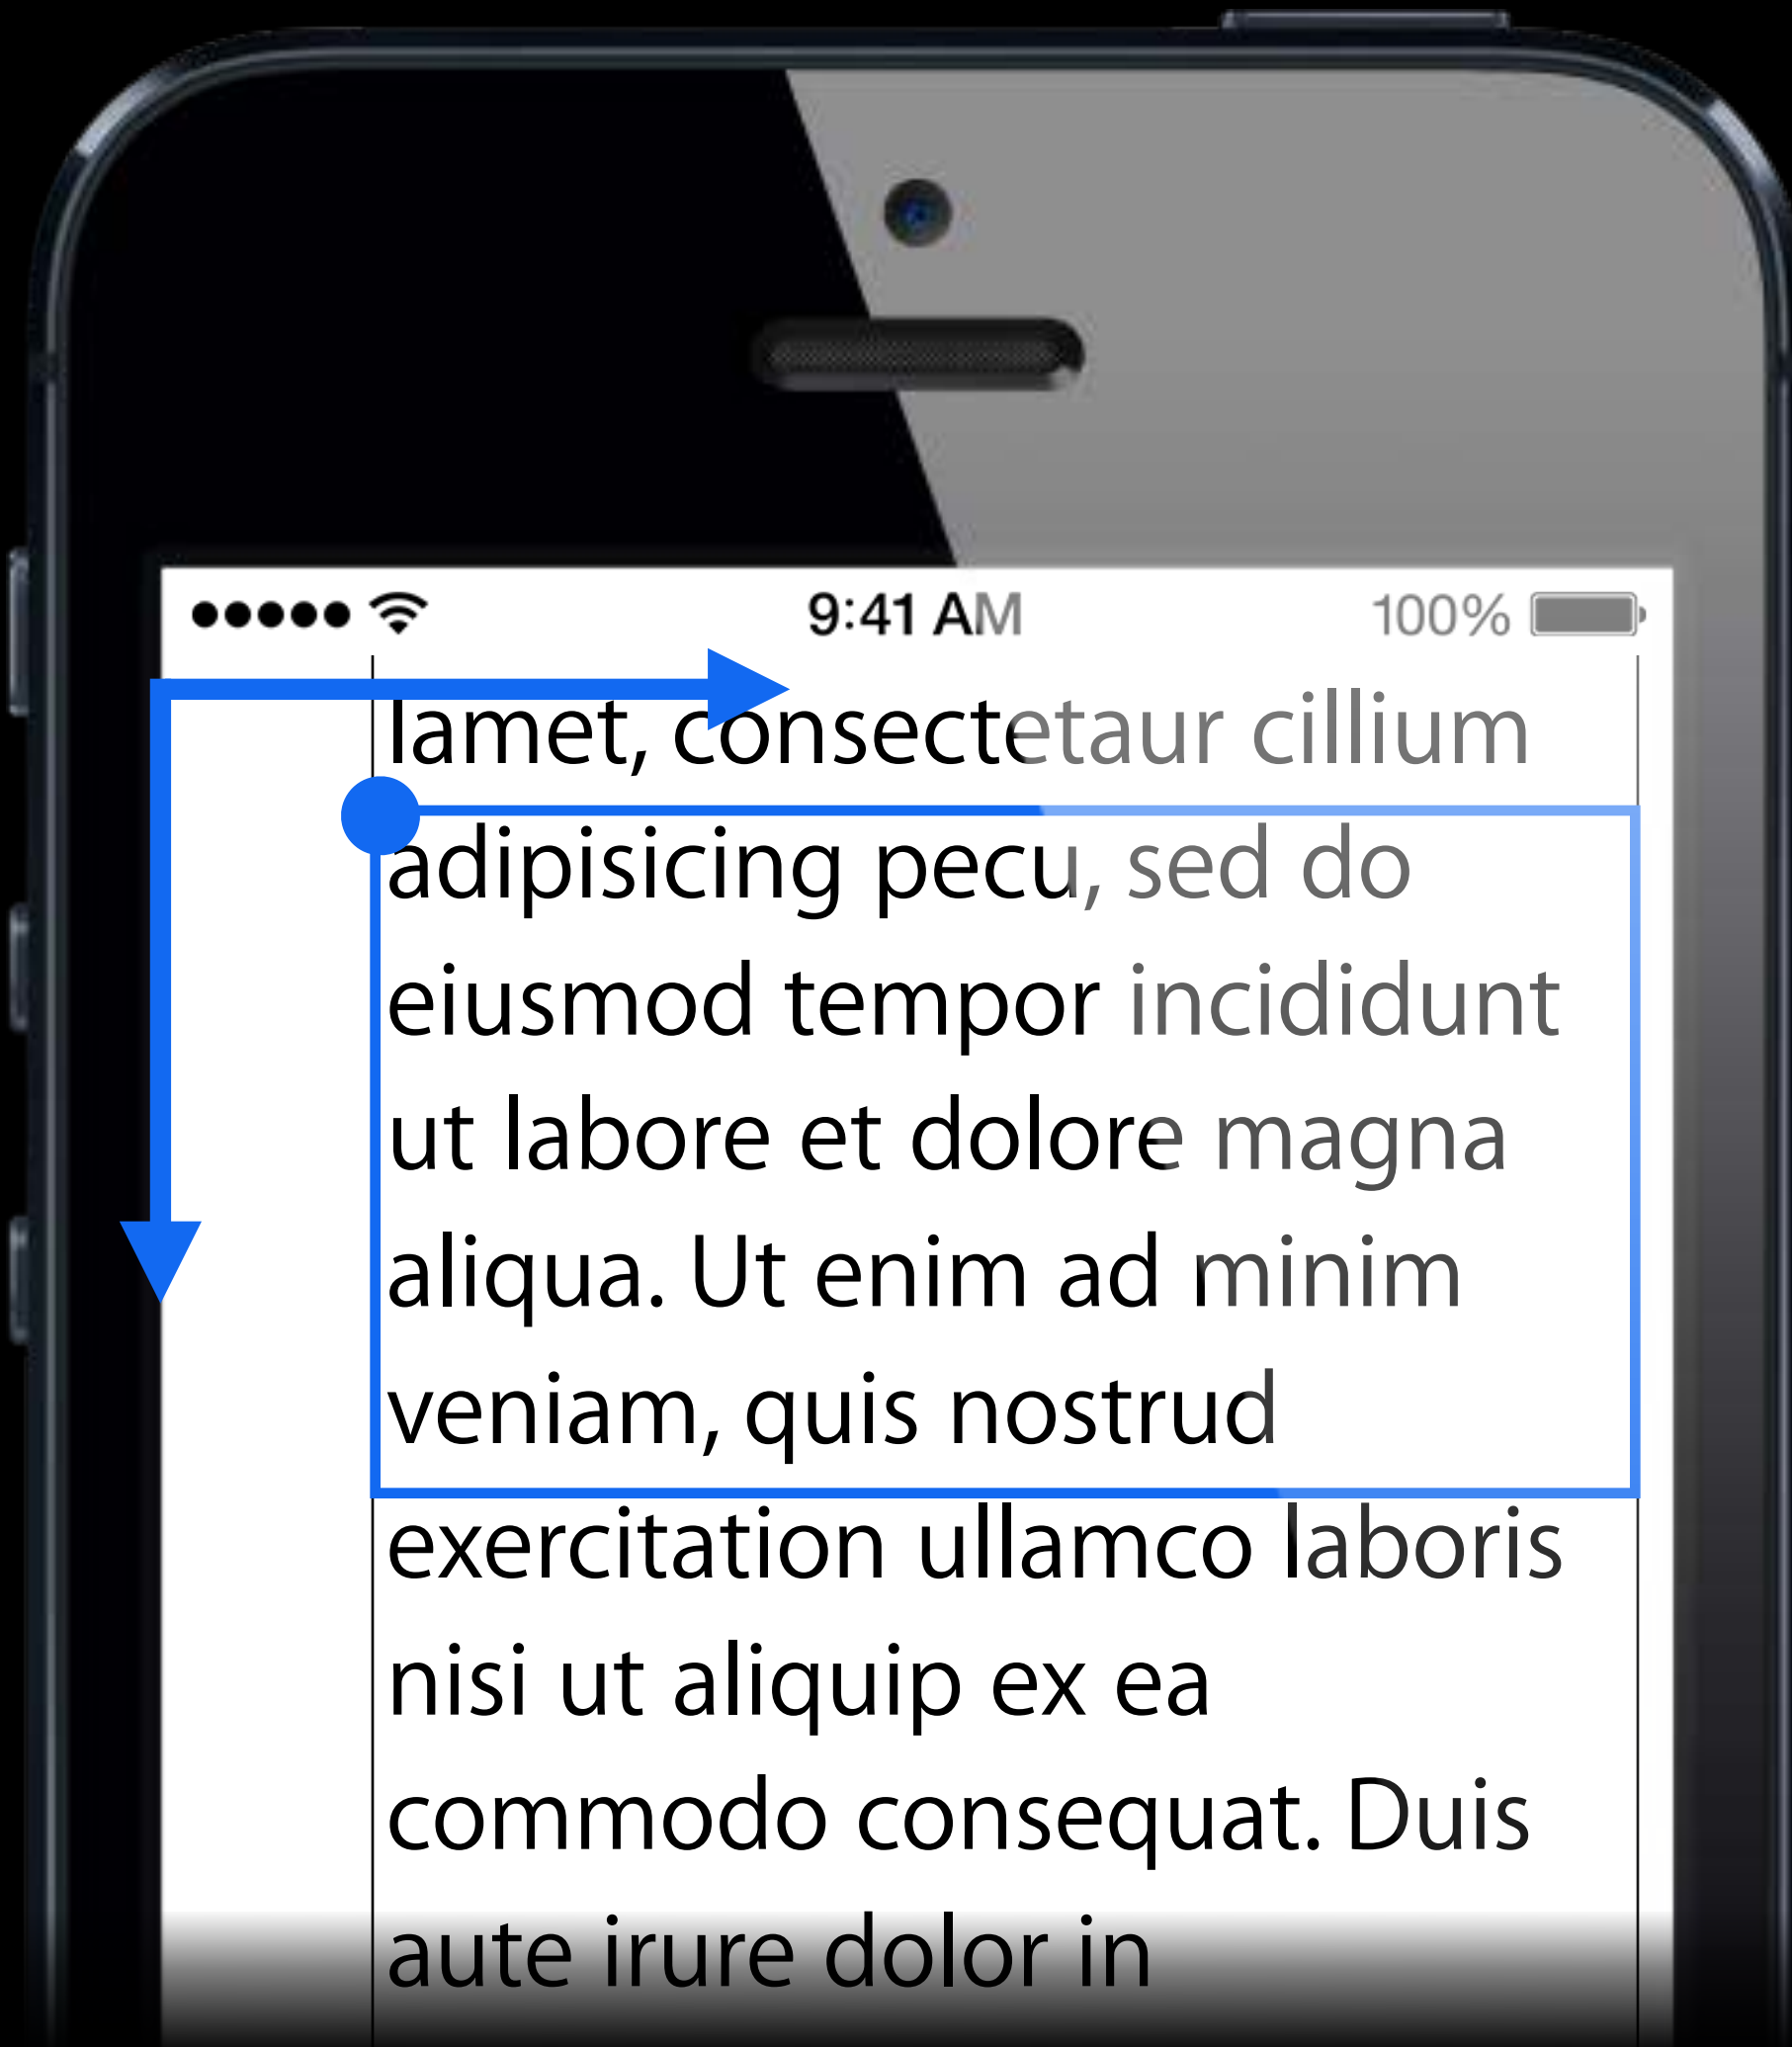 9:41 AM 100%
lamet, consectetaur cillium
adipisicing pecu, sed do
eiusmod tempor incididunt
ut labore et dolore magna
aliqua. Ut enim ad minim
veniam, quis nostrud
exercitation ullamco laboris
nisi ut aliquip ex ea
commodo consequat. Duis
aute irure dolor in